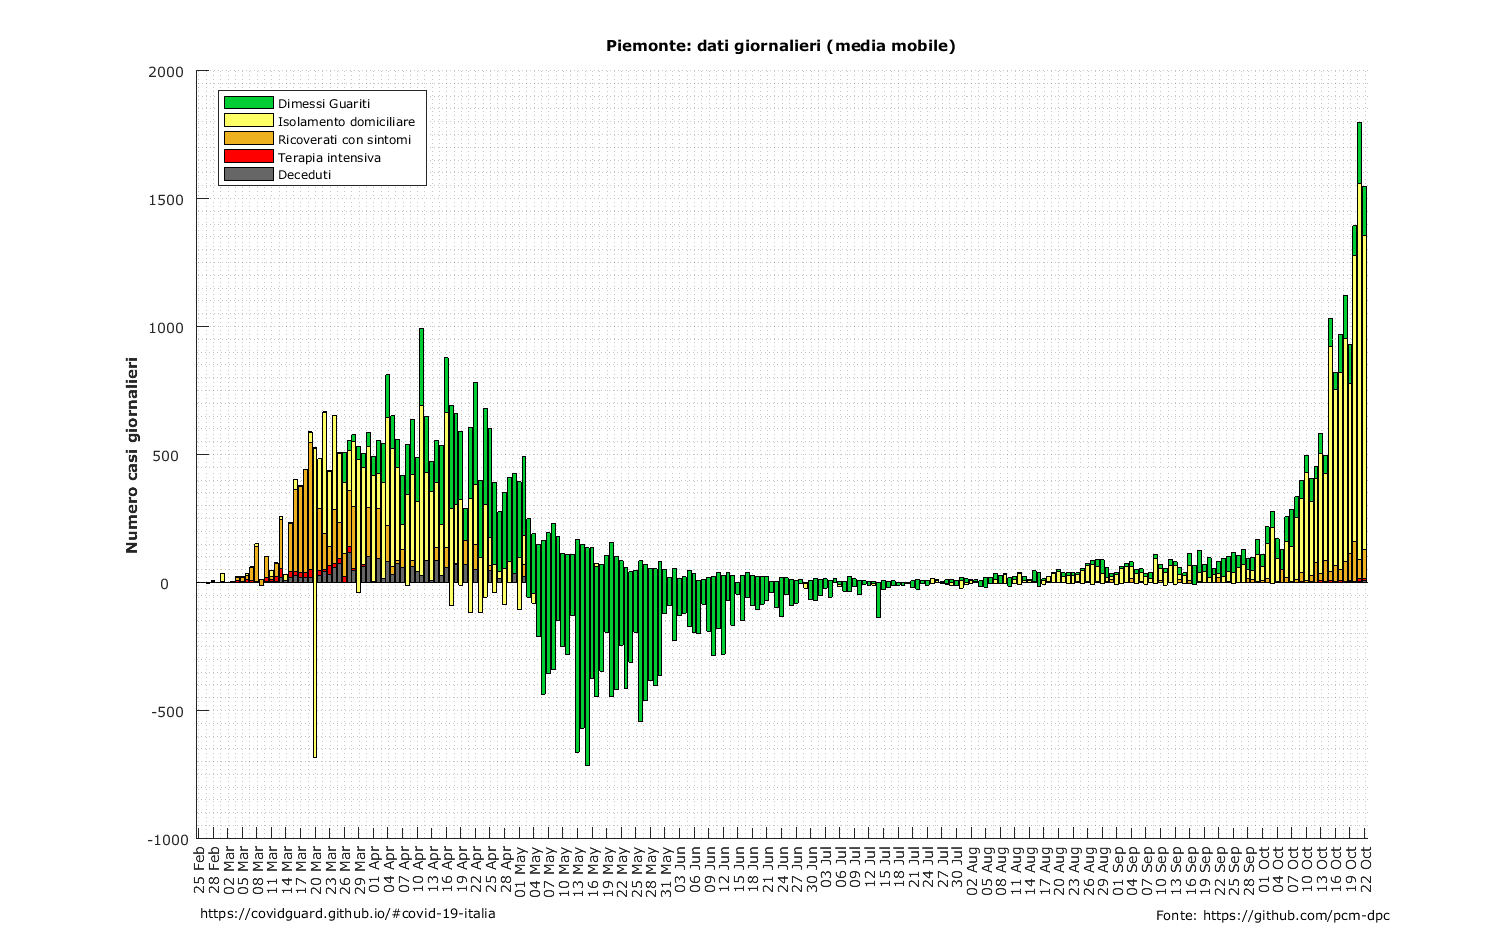 Piemonte: dati giornalieri (media mobile)
2000
1500
1000
500
0
-500
-1000
Numero casi giornalieri
Dimessi Guariti
Isolamento domiciliare
Ricoverati con sintomi
Terapia intensiva
Deceduti
25 Feb
28 Feb
02 Mar
05 Mar
08 Mar
11 Mar
14 Mar
17 Mar
20 Mar
23 Mar
26 Mar
29 Mar
01 Apr
04 Apr
07 Apr
10 Apr
13 Apr
16 Apr
19 Apr
22 Apr
25 Apr
28 Apr
01 May
04 May
07 May
10 May
13 May
16 May
19 May
22 May
25 May
28 May
31 May
03 Jun
06 Jun
09 Jun
12 Jun
15 Jun
18 Jun
21 Jun
24 Jun
27 Jun
30 Jun
03 Jul
06 Jul
09 Jul
12 Jul
15 Jul
18 Jul
21 Jul
24 Jul
27 Jul
30 Jul
02 Aug
05 Aug
08 Aug
11 Aug
14 Aug
17 Aug
20 Aug
23 Aug
26 Aug
29 Aug
01 Sep
04 Sep
07 Sep
10 Sep
13 Sep
16 Sep
19 Sep
22 Sep
25 Sep
28 Sep
01 Oct
04 Oct
07 Oct
10 Oct
13 Oct
16 Oct
19 Oct
22 Oct
https://covidguard.github.io/#covid-19-italia
Fonte: https://github.com/pcm-dpc